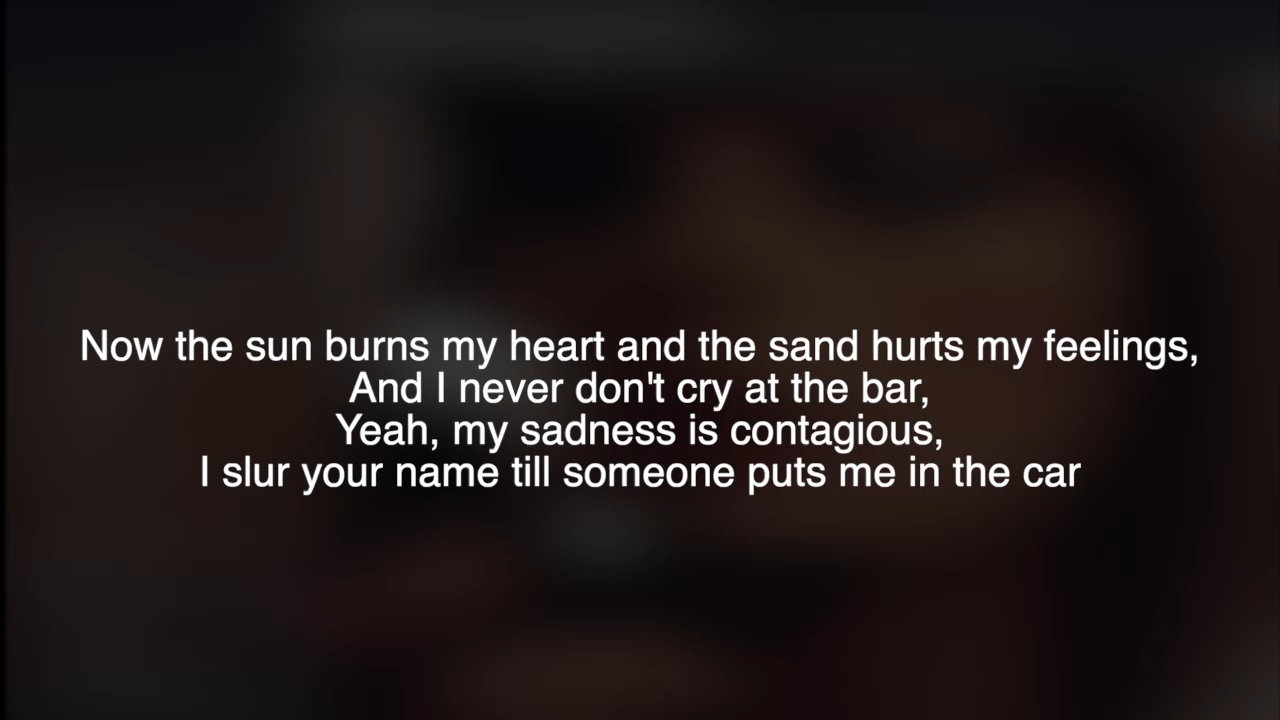 Now the sun burns my heart and the sand hurts my feelings,
And I never don't cry at the bar,
Yeah, my sadness is contagious,
I slur your name till someone puts me in the car